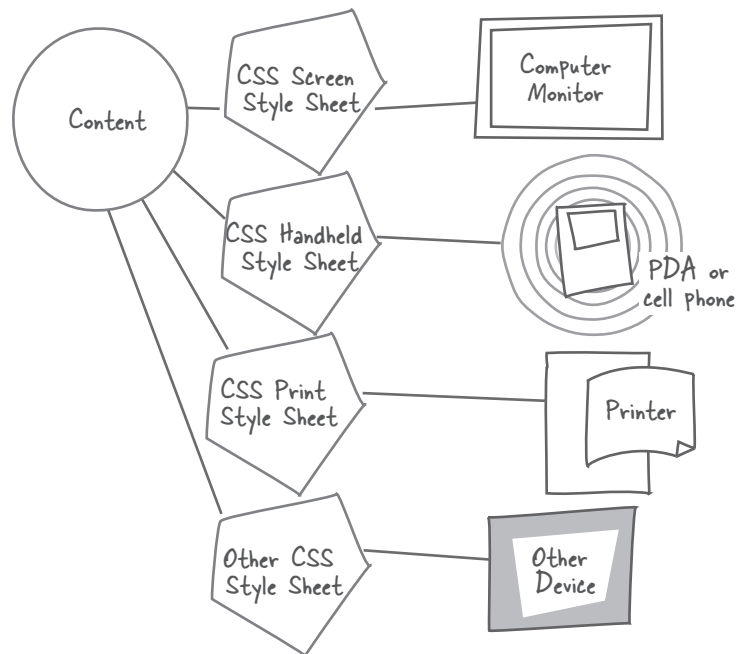 Content
CSS Screen
Style Sheet
Computer
Monitor
CSS Handheld
Style Sheet
PDA or
cell phone
CSS Print
Style Sheet
Printer
Other CSS
Style Sheet
Other
Device